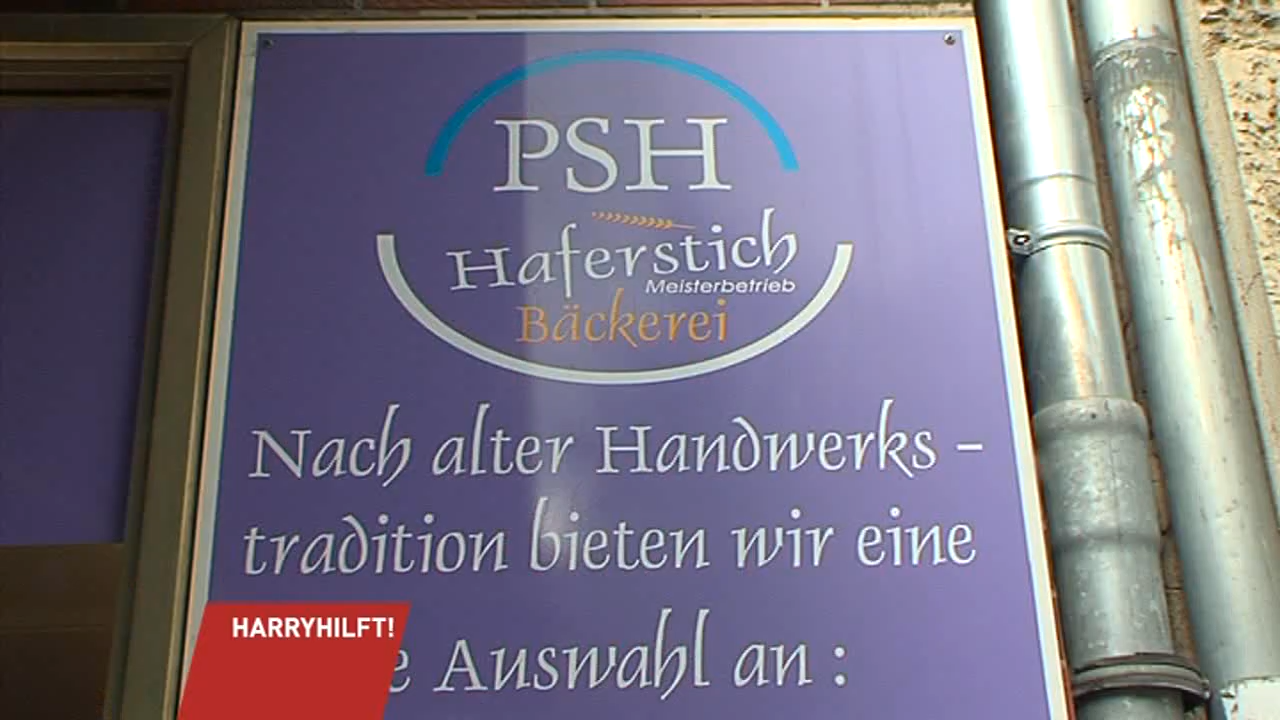 PSH
Haferstich
Meisterbetrieb
Bäckerei
Nach alter Handwerks -
tradition bieten wir eine
Auswahl an :
HARRYHILFT!